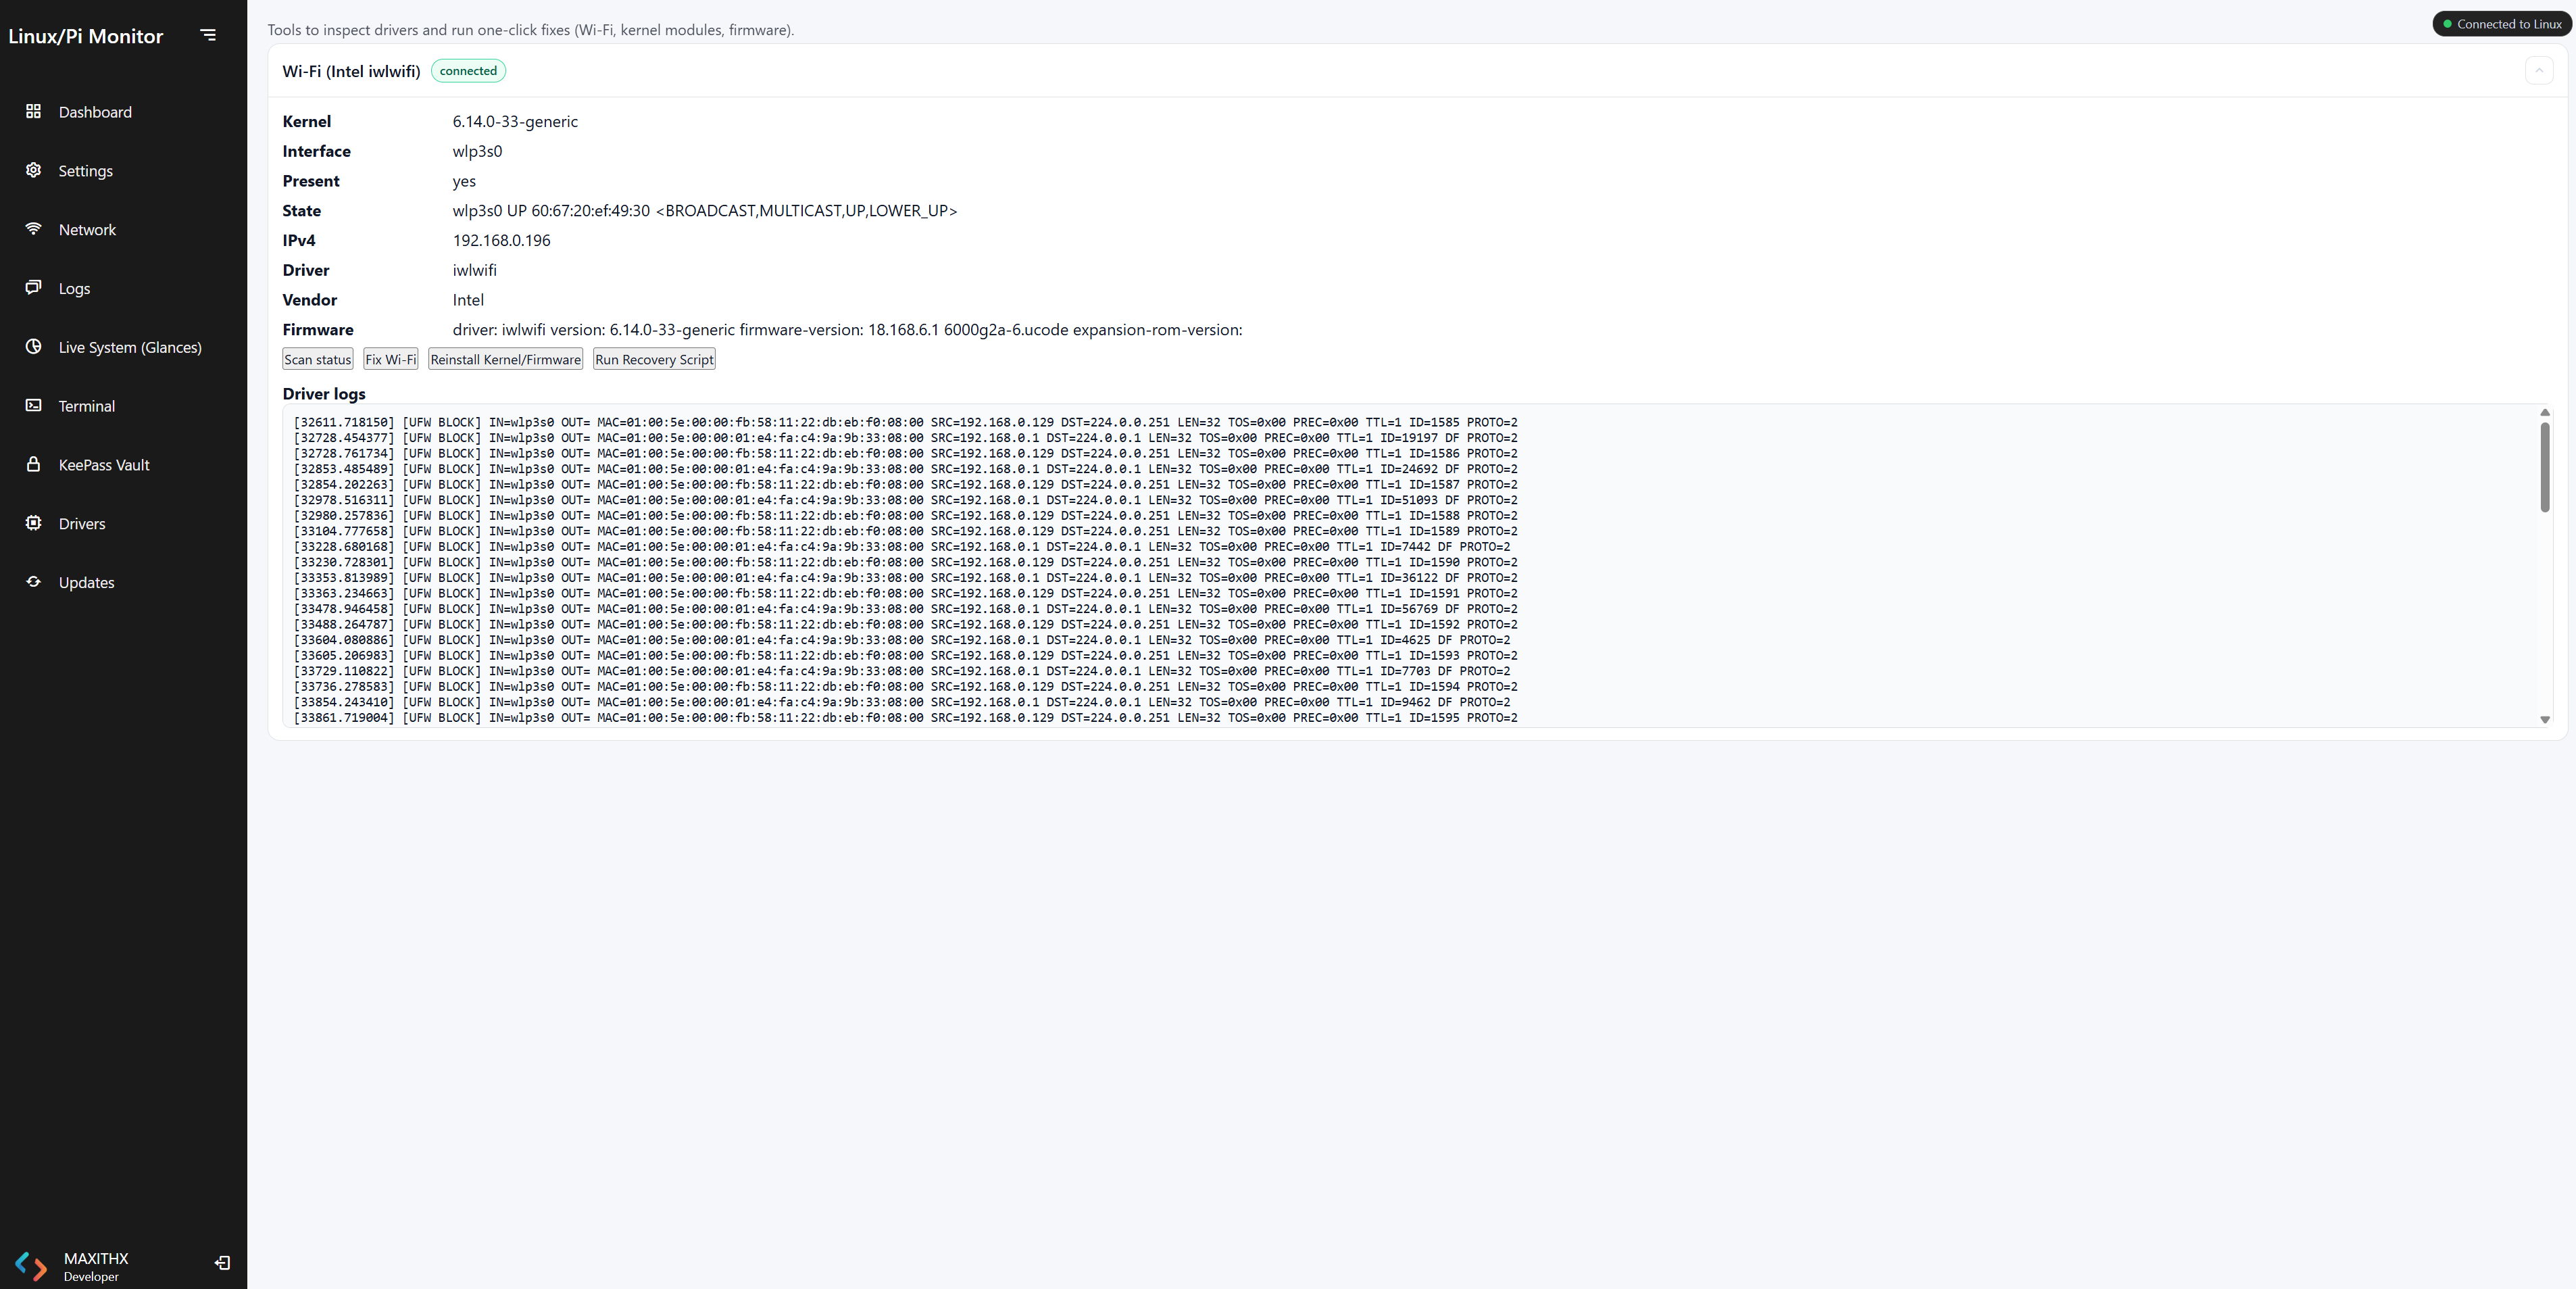 Linux/Pi Monitor
Dashboard
Settings
Network
Logs
Live System (Glances)
Terminal
KeePass Vault
Drivers
Updates
MAXITHX
Developer
Connected to Linux
Tools to inspect drivers and run one-click fixes (Wi-Fi, kernel modules, firmware).
Wi-Fi (Intel iwlwifi) connected
Kernel 6.14.0-33-generic
Interface wlp3s0
Present yes
State wlp3s0 UP 60:67:20:ef:49:30 <BROADCAST,MULTICAST,UP,LOWER_UP>
IPv4 192.168.0.196
Driver iwlwifi
Vendor Intel
Firmware driver: iwlwifi version: 6.14.0-33-generic firmware-version: 18.168.6.1 6000g2a-6.ucode expansion-rom-version:
Scan status Fix Wi-Fi Reinstall Kernel/Firmware Run Recovery Script
Driver logs
[32611.718150] [UFW BLOCK] IN=wlp3s0 OUT= MAC=01:00:5e:00:00:fb:58:11:22:db:eb:f0:08:00 SRC=192.168.0.129 DST=224.0.0.251 LEN=32 TOS=0x00 PREC=0x00 TTL=1 ID=1585 PROTO=2
[32728.454377] [UFW BLOCK] IN=wlp3s0 OUT= MAC=01:00:5e:00:00:01:e4:fa:c4:9a:9b:33:08:00 SRC=192.168.0.1 DST=224.0.0.1 LEN=32 TOS=0x00 PREC=0x00 TTL=1 ID=19197 DF PROTO=2
[32728.761734] [UFW BLOCK] IN=wlp3s0 OUT= MAC=01:00:5e:00:00:fb:58:11:22:db:eb:f0:08:00 SRC=192.168.0.129 DST=224.0.0.251 LEN=32 TOS=0x00 PREC=0x00 TTL=1 ID=1586 PROTO=2
[32853.485489] [UFW BLOCK] IN=wlp3s0 OUT= MAC=01:00:5e:00:00:01:e4:fa:c4:9a:9b:33:08:00 SRC=192.168.0.1 DST=224.0.0.1 LEN=32 TOS=0x00 PREC=0x00 TTL=1 ID=24692 DF PROTO=2
[32854.202263] [UFW BLOCK] IN=wlp3s0 OUT= MAC=01:00:5e:00:00:fb:58:11:22:db:eb:f0:08:00 SRC=192.168.0.129 DST=224.0.0.251 LEN=32 TOS=0x00 PREC=0x00 TTL=1 ID=1587 PROTO=2
[32978.516311] [UFW BLOCK] IN=wlp3s0 OUT= MAC=01:00:5e:00:00:01:e4:fa:c4:9a:9b:33:08:00 SRC=192.168.0.1 DST=224.0.0.1 LEN=32 TOS=0x00 PREC=0x00 TTL=1 ID=51093 DF PROTO=2
[32980.257836] [UFW BLOCK] IN=wlp3s0 OUT= MAC=01:00:5e:00:00:fb:58:11:22:db:eb:f0:08:00 SRC=192.168.0.129 DST=224.0.0.251 LEN=32 TOS=0x00 PREC=0x00 TTL=1 ID=1588 PROTO=2
[33104.777658] [UFW BLOCK] IN=wlp3s0 OUT= MAC=01:00:5e:00:00:fb:58:11:22:db:eb:f0:08:00 SRC=192.168.0.129 DST=224.0.0.251 LEN=32 TOS=0x00 PREC=0x00 TTL=1 ID=1589 PROTO=2
[33228.680168] [UFW BLOCK] IN=wlp3s0 OUT= MAC=01:00:5e:00:00:01:e4:fa:c4:9a:9b:33:08:00 SRC=192.168.0.1 DST=224.0.0.1 LEN=32 TOS=0x00 PREC=0x00 TTL=1 ID=7442 DF PROTO=2
[33230.728301] [UFW BLOCK] IN=wlp3s0 OUT= MAC=01:00:5e:00:00:fb:58:11:22:db:eb:f0:08:00 SRC=192.168.0.129 DST=224.0.0.251 LEN=32 TOS=0x00 PREC=0x00 TTL=1 ID=1590 PROTO=2
[33353.813989] [UFW BLOCK] IN=wlp3s0 OUT= MAC=01:00:5e:00:00:01:e4:fa:c4:9a:9b:33:08:00 SRC=192.168.0.1 DST=224.0.0.1 LEN=32 TOS=0x00 PREC=0x00 TTL=1 ID=36122 DF PROTO=2
[33363.234663] [UFW BLOCK] IN=wlp3s0 OUT= MAC=01:00:5e:00:00:fb:58:11:22:db:eb:f0:08:00 SRC=192.168.0.129 DST=224.0.0.251 LEN=32 TOS=0x00 PREC=0x00 TTL=1 ID=1591 PROTO=2
[33478.946458] [UFW BLOCK] IN=wlp3s0 OUT= MAC=01:00:5e:00:00:01:e4:fa:c4:9a:9b:33:08:00 SRC=192.168.0.1 DST=224.0.0.1 LEN=32 TOS=0x00 PREC=0x00 TTL=1 ID=56769 DF PROTO=2
[33488.264787] [UFW BLOCK] IN=wlp3s0 OUT= MAC=01:00:5e:00:00:fb:58:11:22:db:eb:f0:08:00 SRC=192.168.0.129 DST=224.0.0.251 LEN=32 TOS=0x00 PREC=0x00 TTL=1 ID=1592 PROTO=2
[33604.080886] [UFW BLOCK] IN=wlp3s0 OUT= MAC=01:00:5e:00:00:01:e4:fa:c4:9a:9b:33:08:00 SRC=192.168.0.1 DST=224.0.0.1 LEN=32 TOS=0x00 PREC=0x00 TTL=1 ID=4625 DF PROTO=2
[33605.206983] [UFW BLOCK] IN=wlp3s0 OUT= MAC=01:00:5e:00:00:fb:58:11:22:db:eb:f0:08:00 SRC=192.168.0.129 DST=224.0.0.251 LEN=32 TOS=0x00 PREC=0x00 TTL=1 ID=1593 PROTO=2
[33729.110822] [UFW BLOCK] IN=wlp3s0 OUT= MAC=01:00:5e:00:00:01:e4:fa:c4:9a:9b:33:08:00 SRC=192.168.0.1 DST=224.0.0.1 LEN=32 TOS=0x00 PREC=0x00 TTL=1 ID=7703 DF PROTO=2
[33736.278583] [UFW BLOCK] IN=wlp3s0 OUT= MAC=01:00:5e:00:00:fb:58:11:22:db:eb:f0:08:00 SRC=192.168.0.129 DST=224.0.0.251 LEN=32 TOS=0x00 PREC=0x00 TTL=1 ID=1594 PROTO=2
[33854.243410] [UFW BLOCK] IN=wlp3s0 OUT= MAC=01:00:5e:00:00:01:e4:fa:c4:9a:9b:33:08:00 SRC=192.168.0.1 DST=224.0.0.1 LEN=32 TOS=0x00 PREC=0x00 TTL=1 ID=9462 DF PROTO=2
[33861.719004] [UFW BLOCK] IN=wlp3s0 OUT= MAC=01:00:5e:00:00:fb:58:11:22:db:eb:f0:08:00 SRC=192.168.0.129 DST=224.0.0.251 LEN=32 TOS=0x00 PREC=0x00 TTL=1 ID=1595 PROTO=2